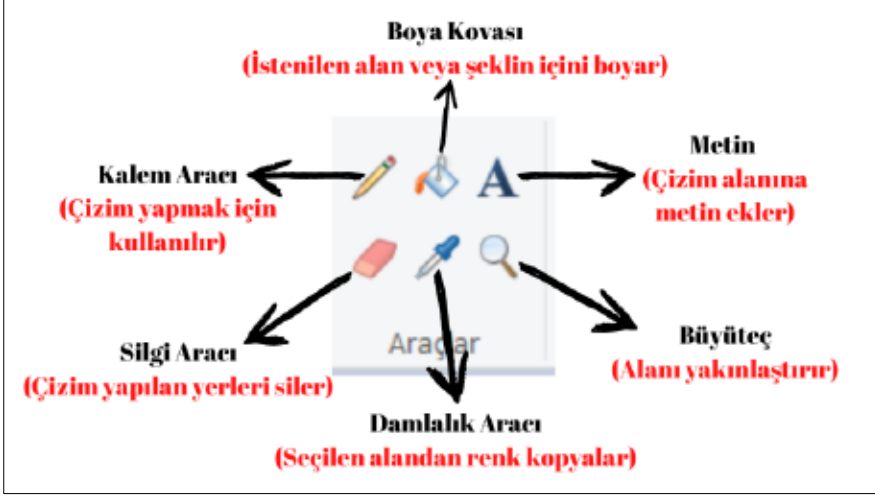 Boya Kovası
(İstenilen alan veya şeklin içini boyar)
Kalem Aracı
(Çizim yapmak için
kullanılır)
A
Metin
(Çizim alanına
metin ekler)
Silgi Aracı
(Çizim yapılan yerleri siler)
Araçlar
Büyüteç
(Alanı yakınlaştırır)
Damlalık Aracı
(Seçilen alandan renk kopyalar)